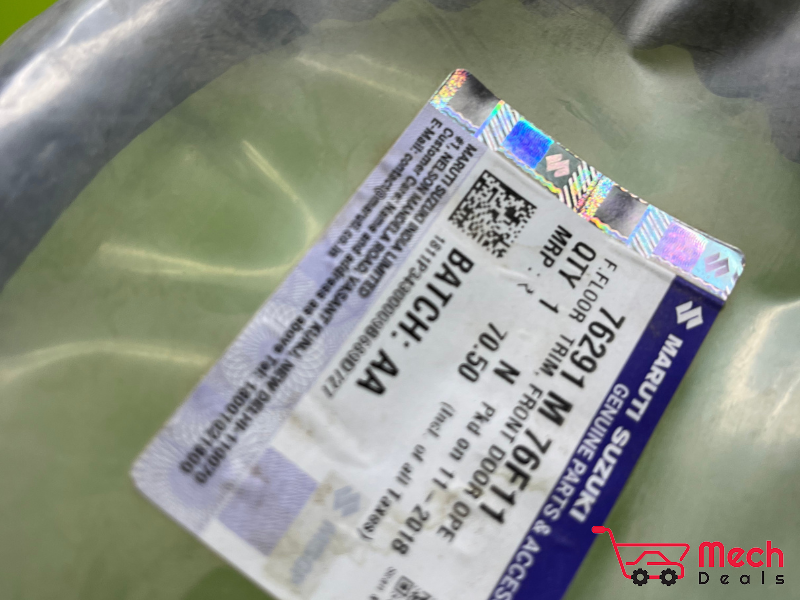 MARUTI SUZUKI
GENUINE PARTS & ACCES
76291 M 76F11
F.FLOOR TRIM, FRONT DOOR OPE
QTY 1 N Pkd on 11-2018
MRP : 70.50 (Incl. of all Taxes)
BATCH: AA
MARUTI SUZUKI INDIA LIMITED
#1, NELSON MANDELA ROAD, VASANT KUNJ, NEW DELHI-110070
Customer Care Name and address as above Tel: 18001021800
Mech
Deals